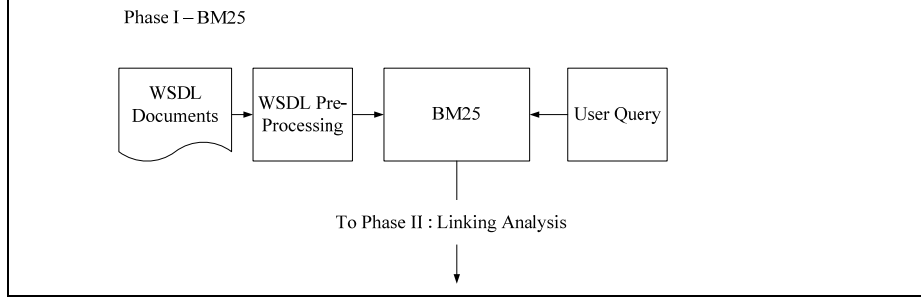 Phase I – BM25
WSDL
Documents
WSDL Pre-
Processing
BM25
User Query
To Phase II : Linking Analysis